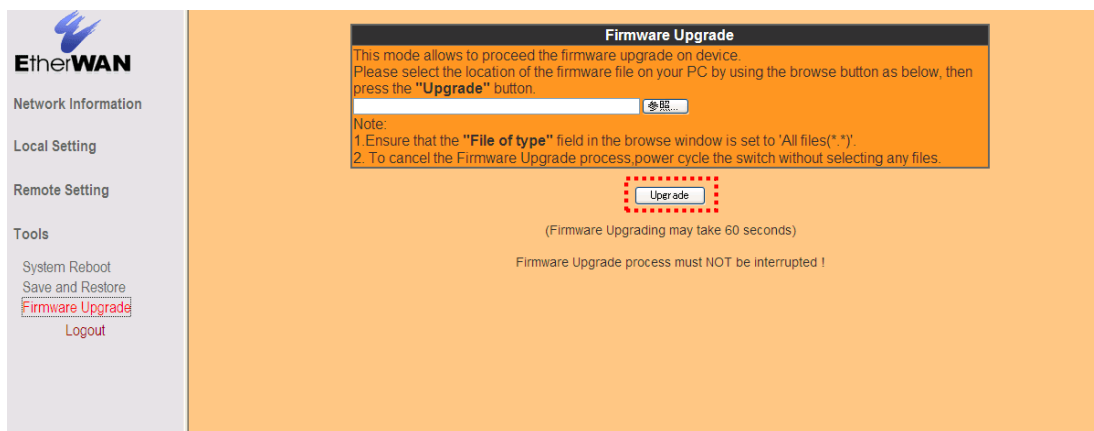 EtherWAN
Network Information
Local Setting
Remote Setting
Tools
System Reboot
Save and Restore
Firmware Upgrade
Logout
Firmware Upgrade
This mode allows to proceed the firmware upgrade on device.
Please select the location of the firmware file on your PC by using the browse button as below, then
press the "Upgrade" button.
参照...
Note:
1.Ensure that the "File of type" field in the browse window is set to 'All files(*.*)'.
2. To cancel the Firmware Upgrade process,power cycle the switch without selecting any files.
Upgrade
(Firmware Upgrading may take 60 seconds)
Firmware Upgrade process must NOT be interrupted !